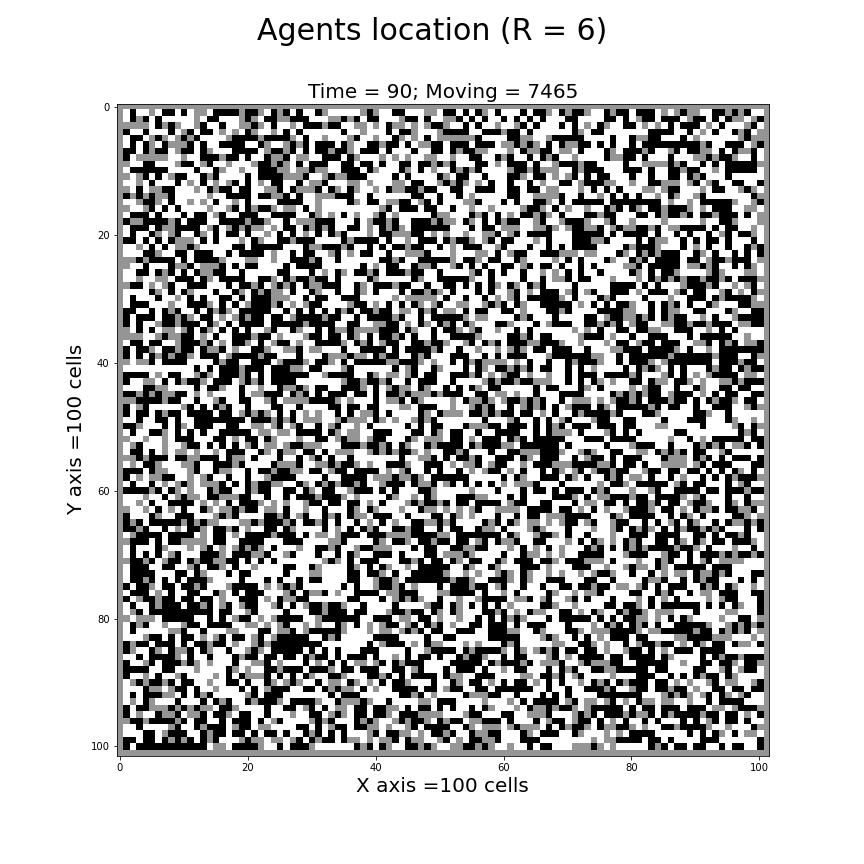 Agents location (R = 6)
Time = 90; Moving = 7465
0
20
40
60
80
100
Y axis =100 cells
0 20 40 60 80 100
X axis =100 cells